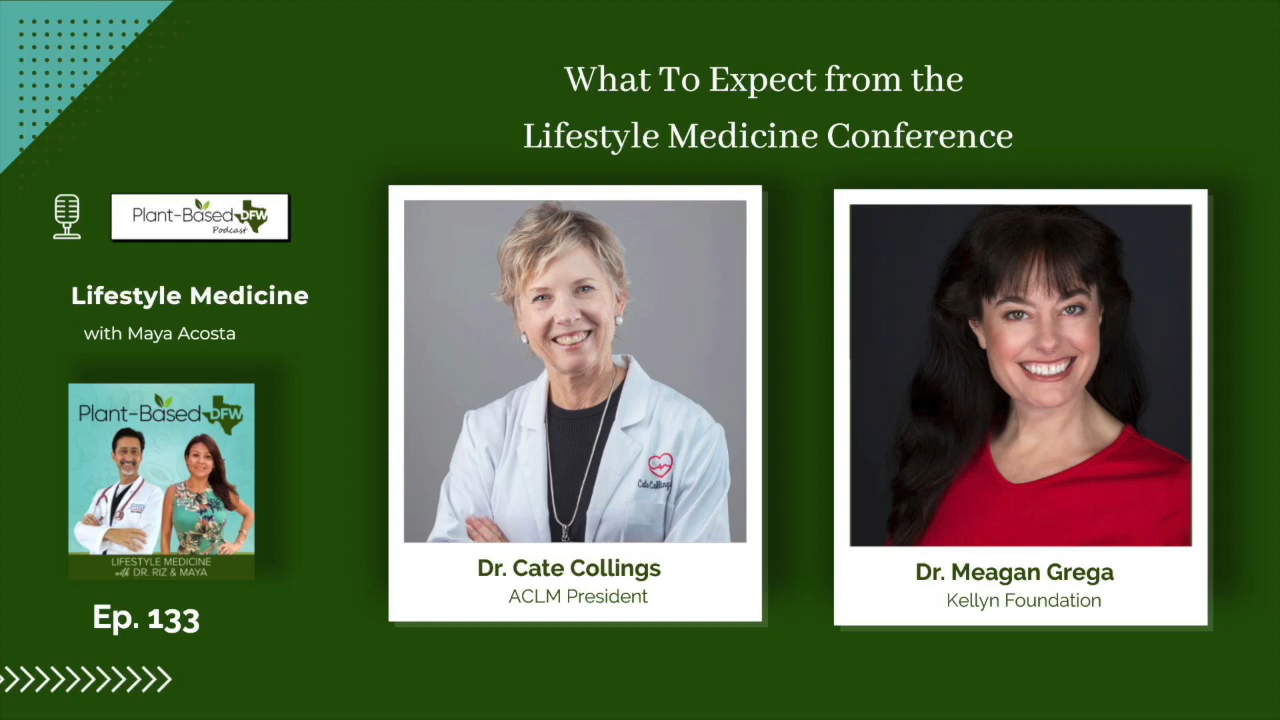 What To Expect from the
Lifestyle Medicine Conference
Plant-Based DFW
Podcast
Lifestyle Medicine
with Maya Acosta
Plant-Based DFW
LIFESTYLE MEDICINE
with DR. RIZ & MAYA
Ep. 133
Cate Collings
Dr. Cate Collings
ACLM President
Dr. Meagan Grega
Kellyn Foundation